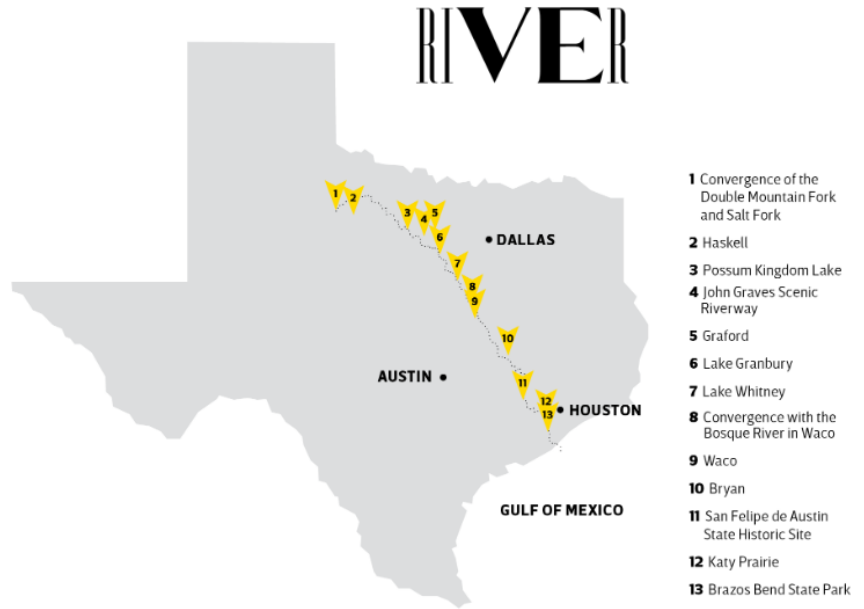 RIVER
1 2 3 4 5
6
DALLAS
7
8
9
10
AUSTIN
11
12
13
HOUSTON
GULF OF MEXICO
1 Convergence of the
Double Mountain Fork
and Salt Fork
2 Haskell
3 Possum Kingdom Lake
4 John Graves Scenic
Riverway
5 Graford
6 Lake Granbury
7 Lake Whitney
8 Convergence with the
Bosque River in Waco
9 Waco
10 Bryan
11 San Felipe de Austin
State Historic Site
12 Katy Prairie
13 Brazos Bend State Park